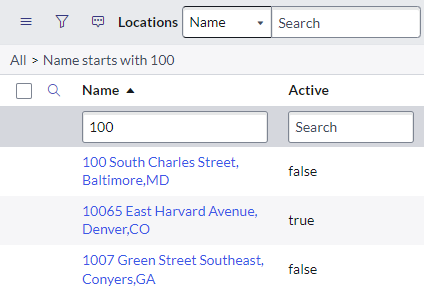 Locations Name Search
All > Name starts with 100
Name Active
100 Search
100 South Charles Street,
Baltimore,MD false
10065 East Harvard Avenue,
Denver,CO true
1007 Green Street Southeast,
Conyers,GA false